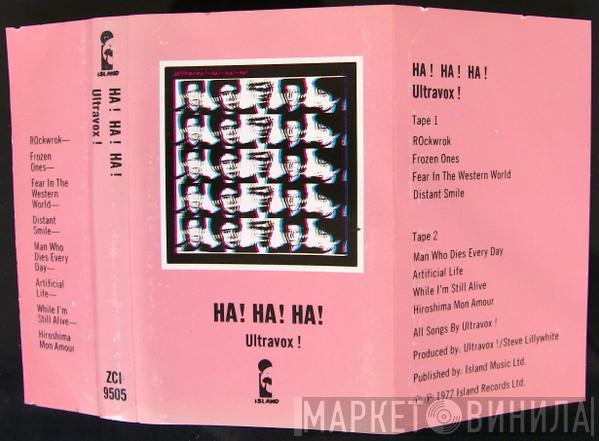 ROckwrok—
Frozen
Ones—
Fear In The
Western
World—
Distant
Smile—
Man Who
Dies Every
Day—
Artificial
Life—
While I'm
Still Alive—
Hiroshima
Mon Amour
ISLAND
HA! HA! HA!
Ultravox!
ZCI
9505
HA! HA! HA!
Ultravox!
ISLAND
HA! HA! HA!
Ultravox!
Tape 1
ROckwrok
Frozen Ones
Fear In The Western World
Distant Smile
Tape 2
Man Who Dies Every Day
Artificial Life
While I'm Still Alive
Hiroshima Mon Amour
All Songs By Ultravox!
Produced by: Ultravox!/Steve Lillywhite
Published by: Island Music Ltd.
Ⓟ Ⓟ 1977 Island Records Ltd.
МАРКЕТ ВИНИЛА